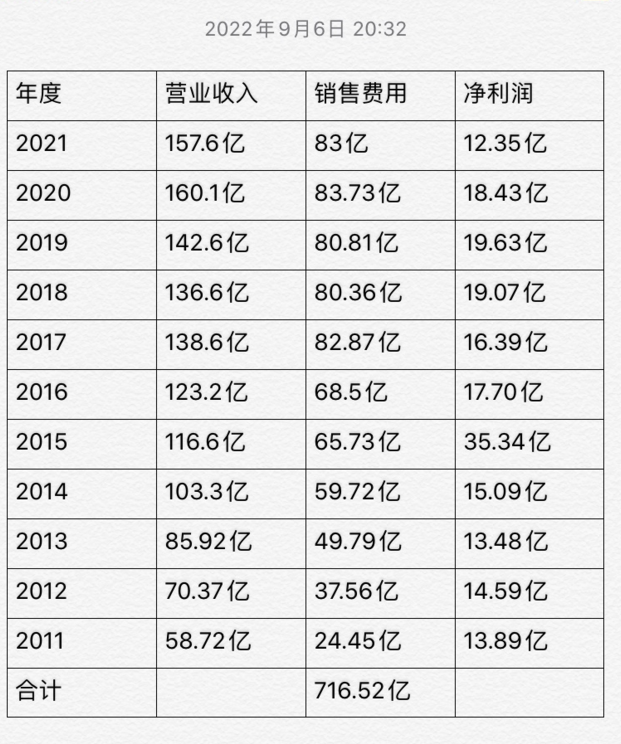 2022年9月6日 20:32
年度 营业收入 销售费用 净利润
2021 157.6亿 83亿 12.35亿
2020 160.1亿 83.73亿 18.43亿
2019 142.6亿 80.81亿 19.63亿
2018 136.6亿 80.36亿 19.07亿
2017 138.6亿 82.87亿 16.39亿
2016 123.2亿 68.5亿 17.70亿
2015 116.6亿 65.73亿 35.34亿
2014 103.3亿 59.72亿 15.09亿
2013 85.92亿 49.79亿 13.48亿
2012 70.37亿 37.56亿 14.59亿
2011 58.72亿 24.45亿 13.89亿
合计 716.52亿